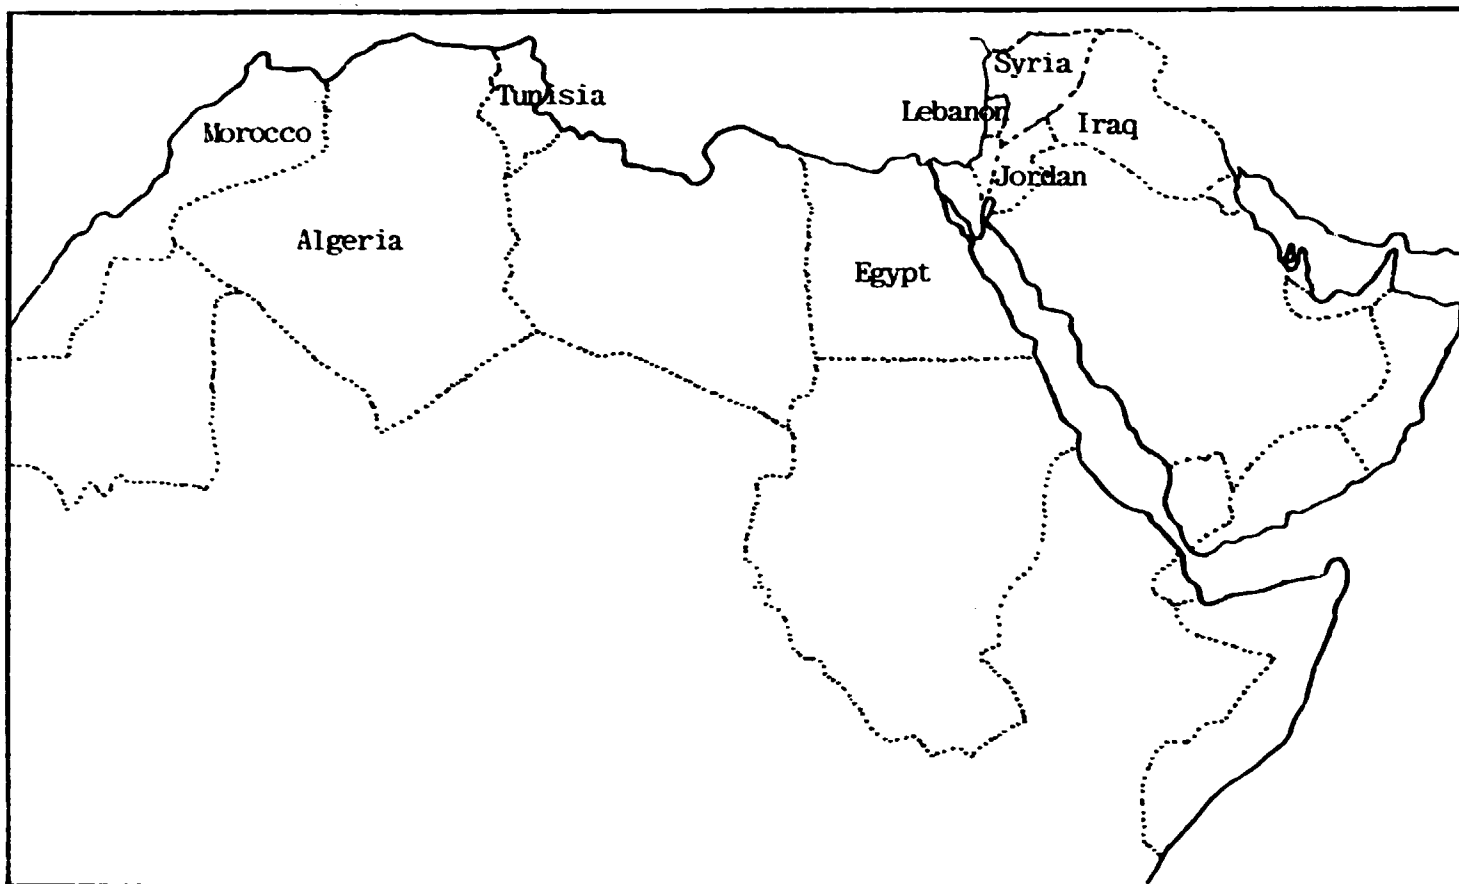 Syria
Tunisia
Lebanon
Iraq
Morocco
Jordan
Algeria
Egypt